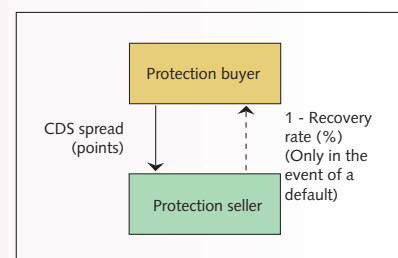 Protection buyer
CDS spread
(points)
1 - Recovery
rate (%)
(Only in the
event of a
default)
Protection seller